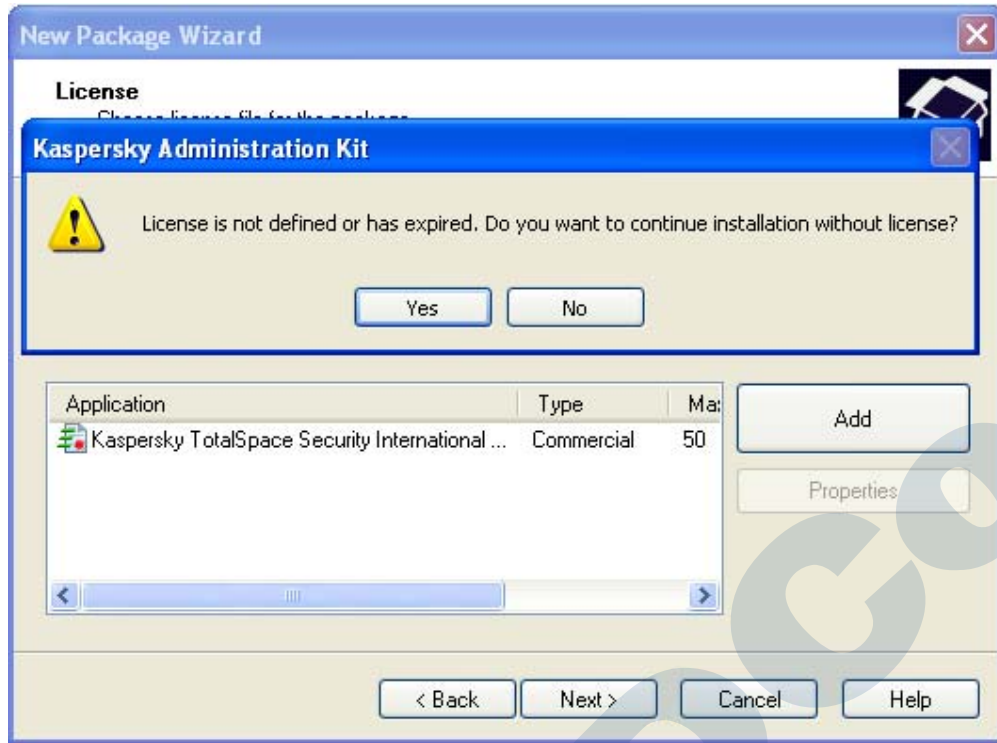 New Package Wizard
License
Kaspersky Administration Kit
License is not defined or has expired. Do you want to continue installation without license?
Yes
No
Application
Type
Application Kaspersky TotalSpace Security International ...
Commercial
50
Add
Properties
< Back
Next >
Cancel
Help